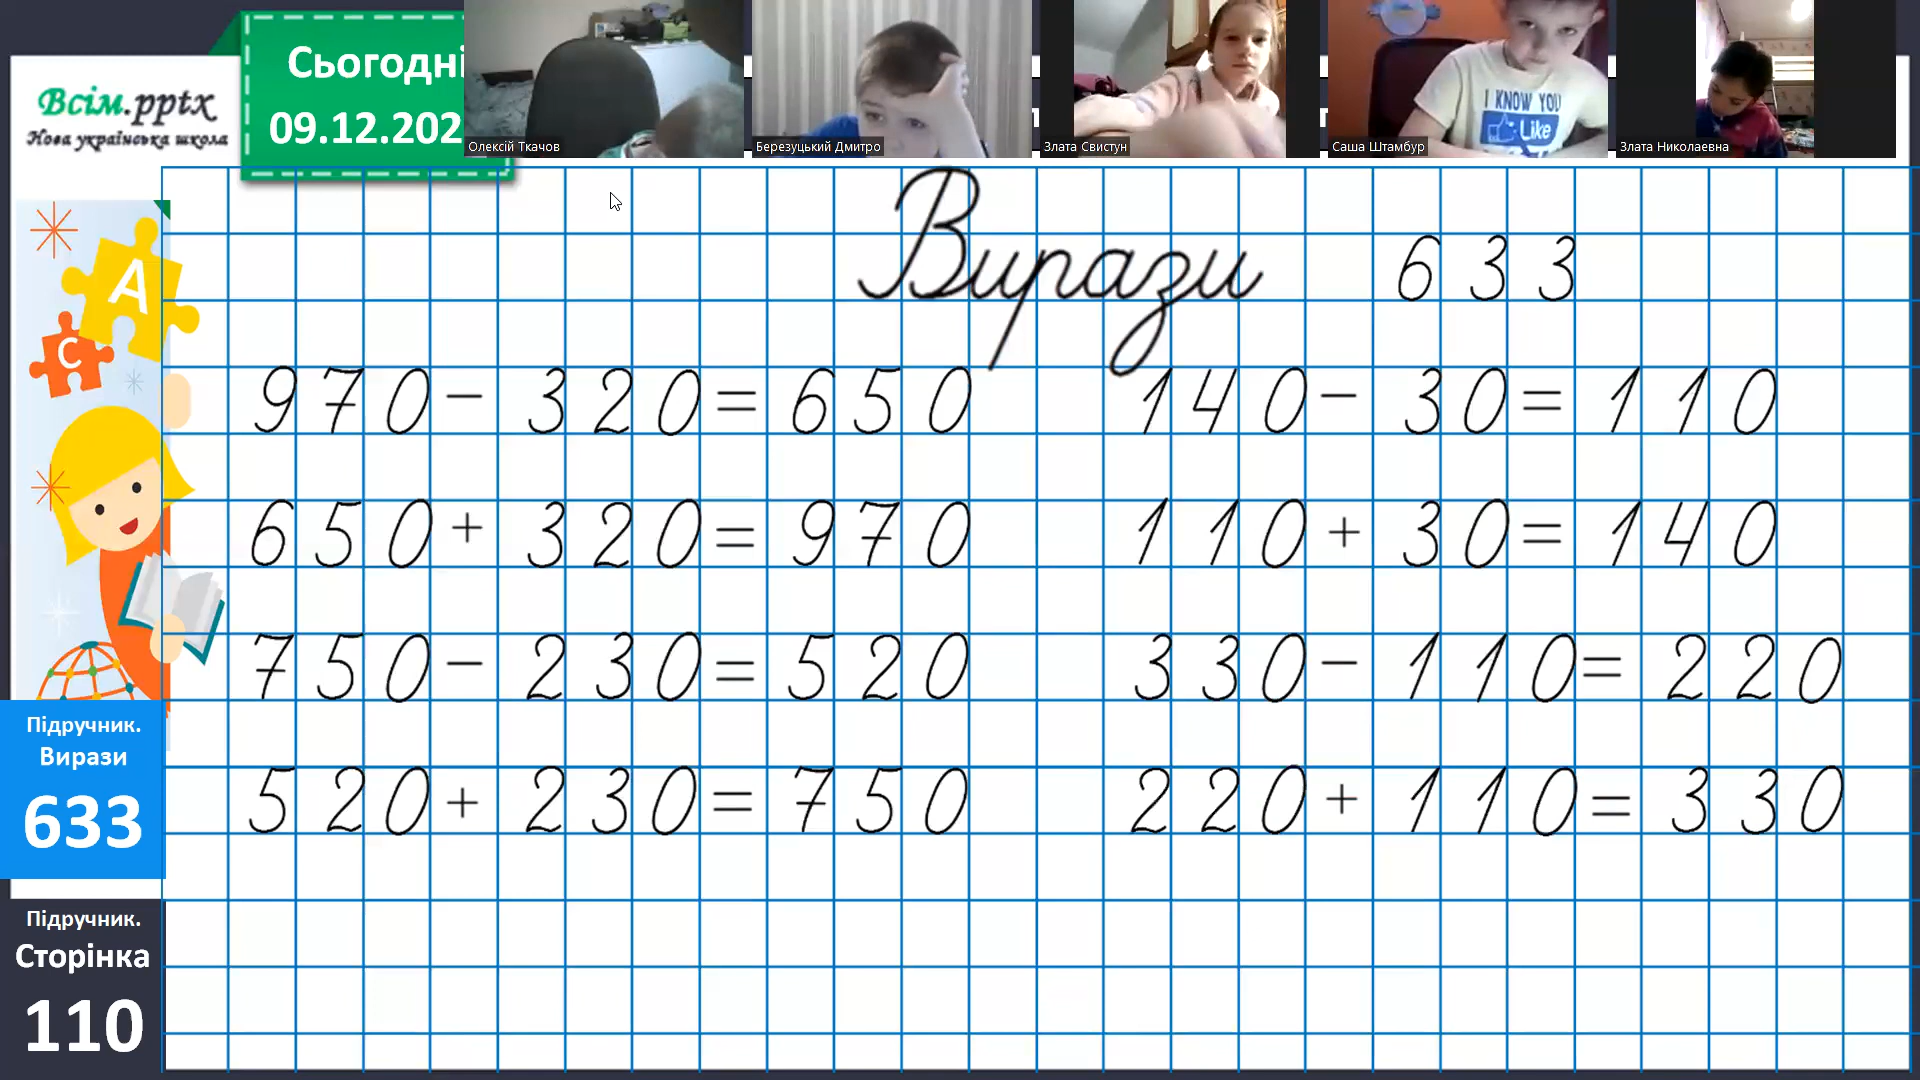 Всім.pptx
Нова українська школа
Сьогодні
09.12.202
Олексій Ткачов
Березуцький Дмитро
Злата Свистун
Саша Штамбур
Злата Николаевна
I KNOW YOU
Like
A
C
Вирази 633
970 - 320 = 650
140 - 30 = 110
650 + 320 = 970
110 + 30 = 140
750 - 230 = 520
330 - 110 = 220
520 + 230 = 750
220 + 110 = 330
Підручник.
Вирази
633
Підручник.
Сторінка
110